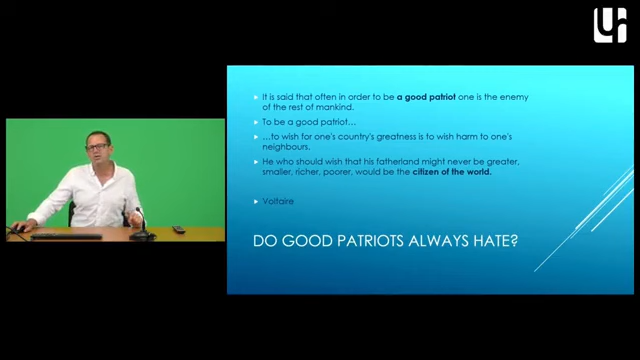 It is said that often in order to be a good patriot one is the enemy
of the rest of mankind.
To be a good patriot…
…to wish for one's country's greatness is to wish harm to one's
neighbours.
He who should wish that his fatherland might never be greater,
smaller, richer, poorer, would be the citizen of the world.
Voltaire
DO GOOD PATRIOTS ALWAYS HATE?